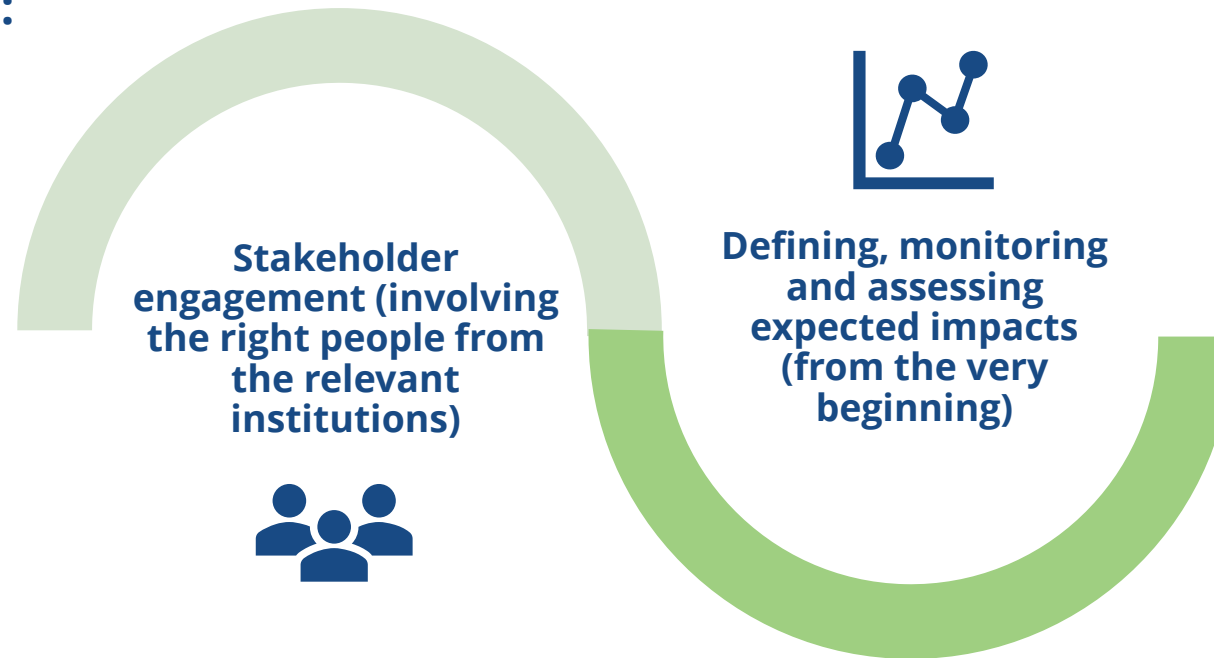 :
Stakeholder
engagement (involving
the right people from
the relevant
institutions)
Defining, monitoring
and assessing
expected impacts
(from the very
beginning)